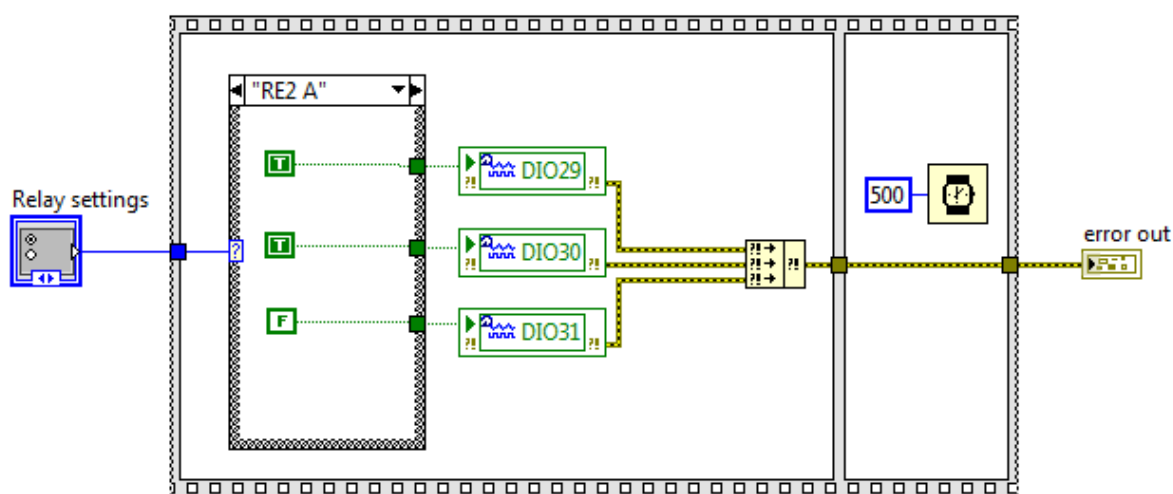 "RE2 A"
Relay settings
T
DIO29
?
T
DIO30
F
DIO31
500
error out